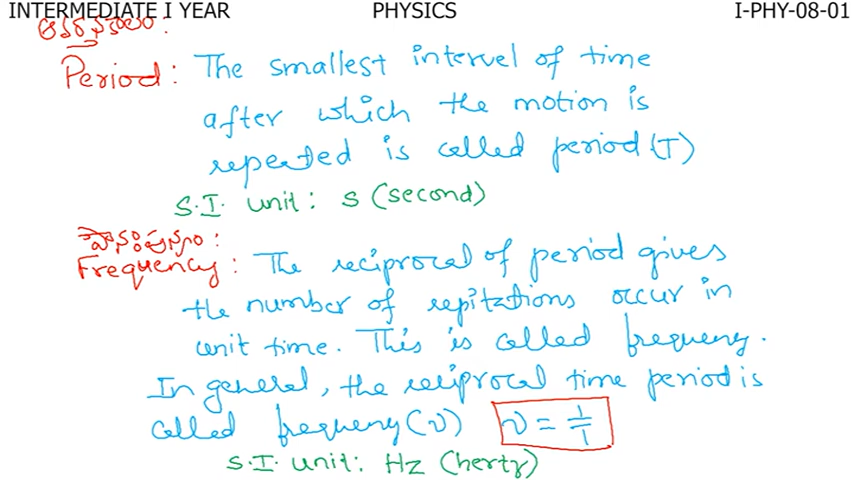 INTERMEDIATE I YEAR PHYSICS I-PHY-08-01
ఆవర్తనకాలం:
Period: The smallest intervel of time
after which the motion is
repeated is called period (T)
S.I. unit: s (second)
పౌనఃపున్యం:
Frequency: The reciprocal of period gives
the number of repitations occur in
unit time. This is called frequency.
In general, the reciprocal time period is
called frequency (ν) ν = 1/T
S.I. unit: Hz (hertz)